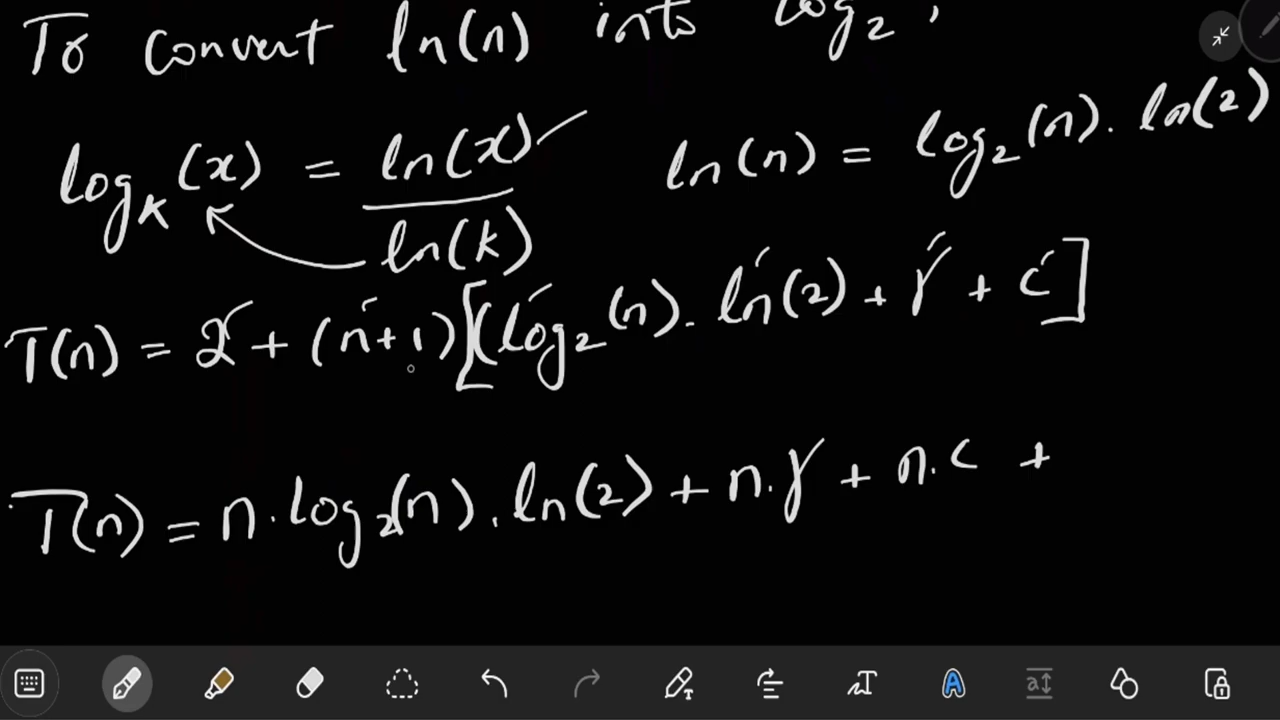 To convert ln(n) into log₂,
log_k (x) = ln(x) / ln(k)
ln(n) = log₂(n). ln(2)
T(n) = 2 + (n+1)[(log₂(n). ln(2) + γ + c]
T(n) = n. log₂(n). ln(2) + n.γ + n.c +